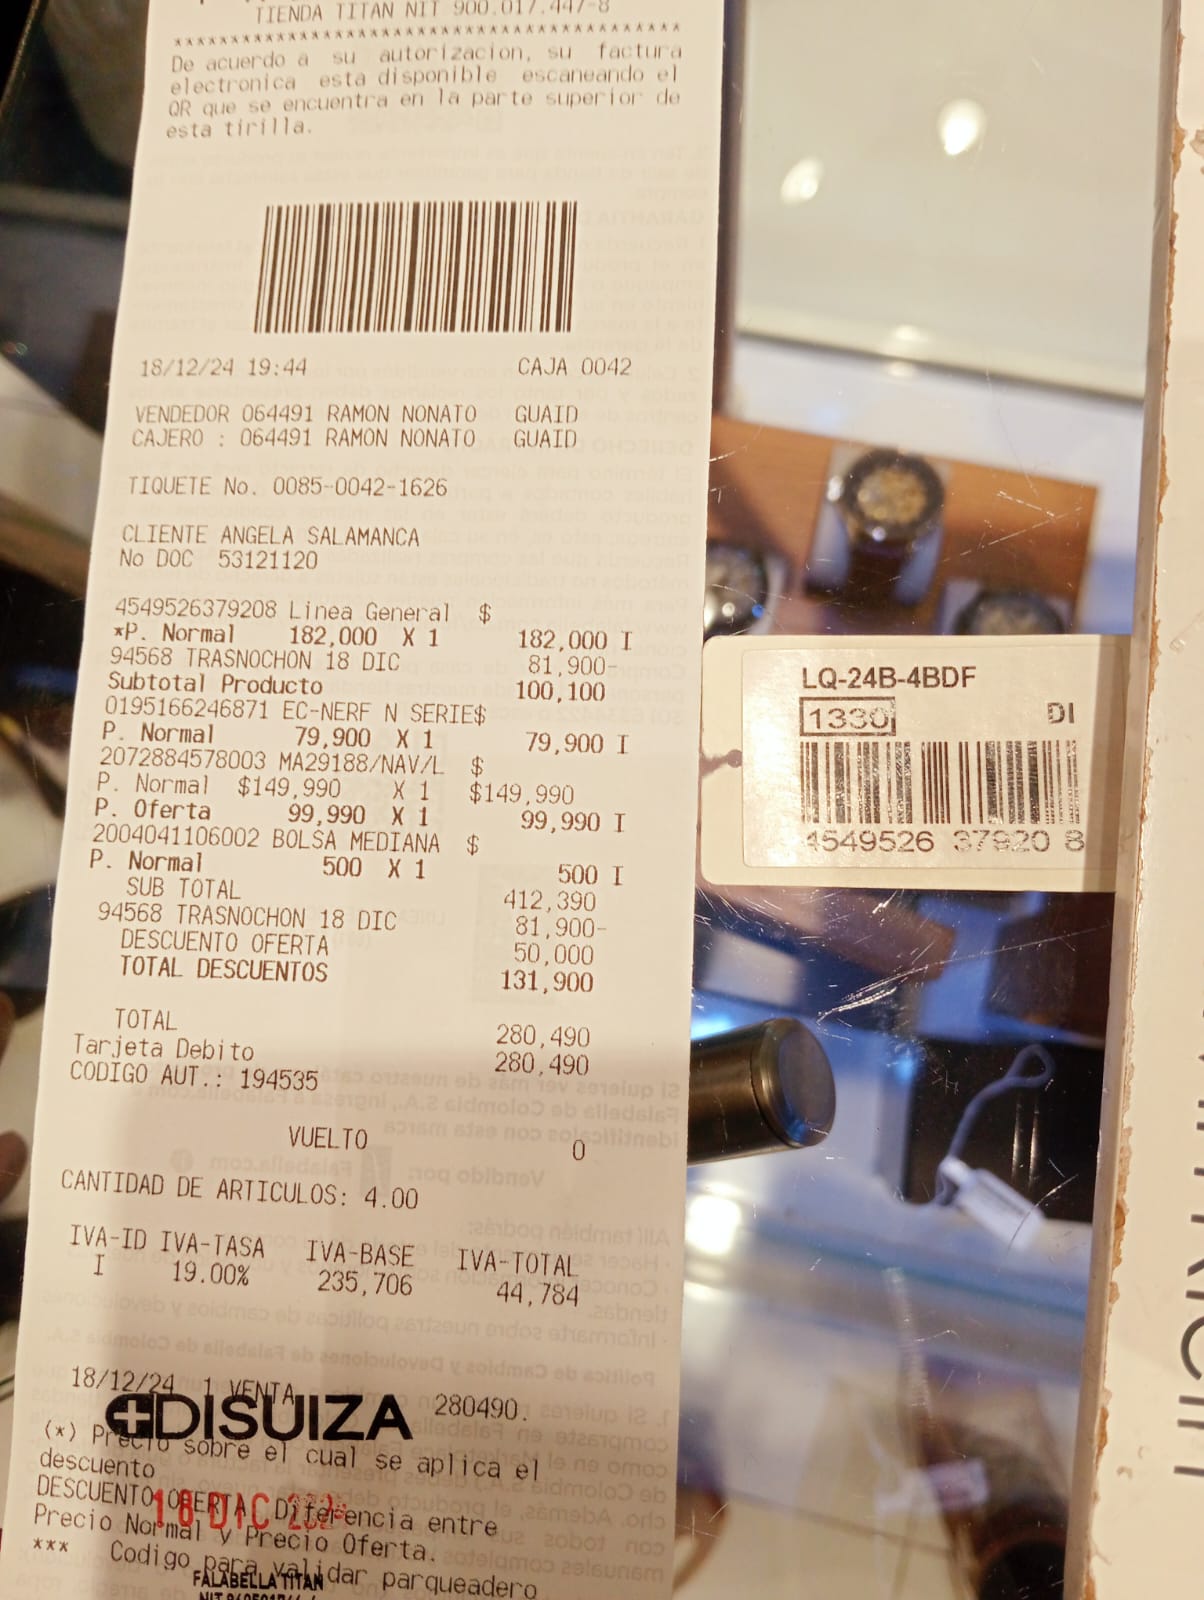 TIENDA TITAN NIT 900.017.447-8
****************************************
De acuerdo a su autorizacion, su factura
electronica esta disponible escaneando el
QR que se encuentra en la parte superior de
esta tirilla.
18/12/24 19:44 CAJA 0042
VENDEDOR 064491 RAMON NONATO GUAID
CAJERO : 064491 RAMON NONATO GUAID
TIQUETE No. 0085-0042-1626
CLIENTE ANGELA SALAMANCA
No DOC 53121120
4549526379208 Linea General $
*P. Normal 182,000 X 1 182,000 I
94568 TRASNOCHON 18 DIC 81,900-
Subtotal Producto 100,100
0195166246871 EC-NERF N SERIE$
P. Normal 79,900 X 1 79,900 I
2072884578003 MA29188/NAV/L $
P. Normal $149,990 X 1 $149,990
P. Oferta 99,990 X 1 99,990 I
2004041106002 BOLSA MEDIANA $
P. Normal 500 X 1 500 I
SUB TOTAL 412,390
94568 TRASNOCHON 18 DIC 81,900-
DESCUENTO OFERTA 50,000
TOTAL DESCUENTOS 131,900
TOTAL 280,490
Tarjeta Debito 280,490
CODIGO AUT.: 194535
VUELTO 0
CANTIDAD DE ARTICULOS: 4.00
IVA-ID IVA-TASA IVA-BASE IVA-TOTAL
I 19.00% 235,706 44,784
18/12/24 1 VENTA 280490.
DISUIZA
(*) Precio sobre el cual se aplica el
descuento
DESCUENTO OFERTA Diferencia entre
18 DIC
Precio Normal y Precio Oferta.
*** Codigo para validar parqueadero
FALABELLA TITAN
LQ-24B-4BDF
1330 DI
4549526 37920 8